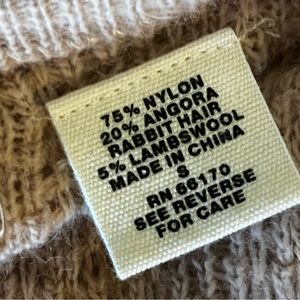 75% NYLON
20% ANGORA
RABBIT HAIR
5% LAMBSWOOL
MADE IN CHINA
S
RN 66170
SEE REVERSE
FOR CARE